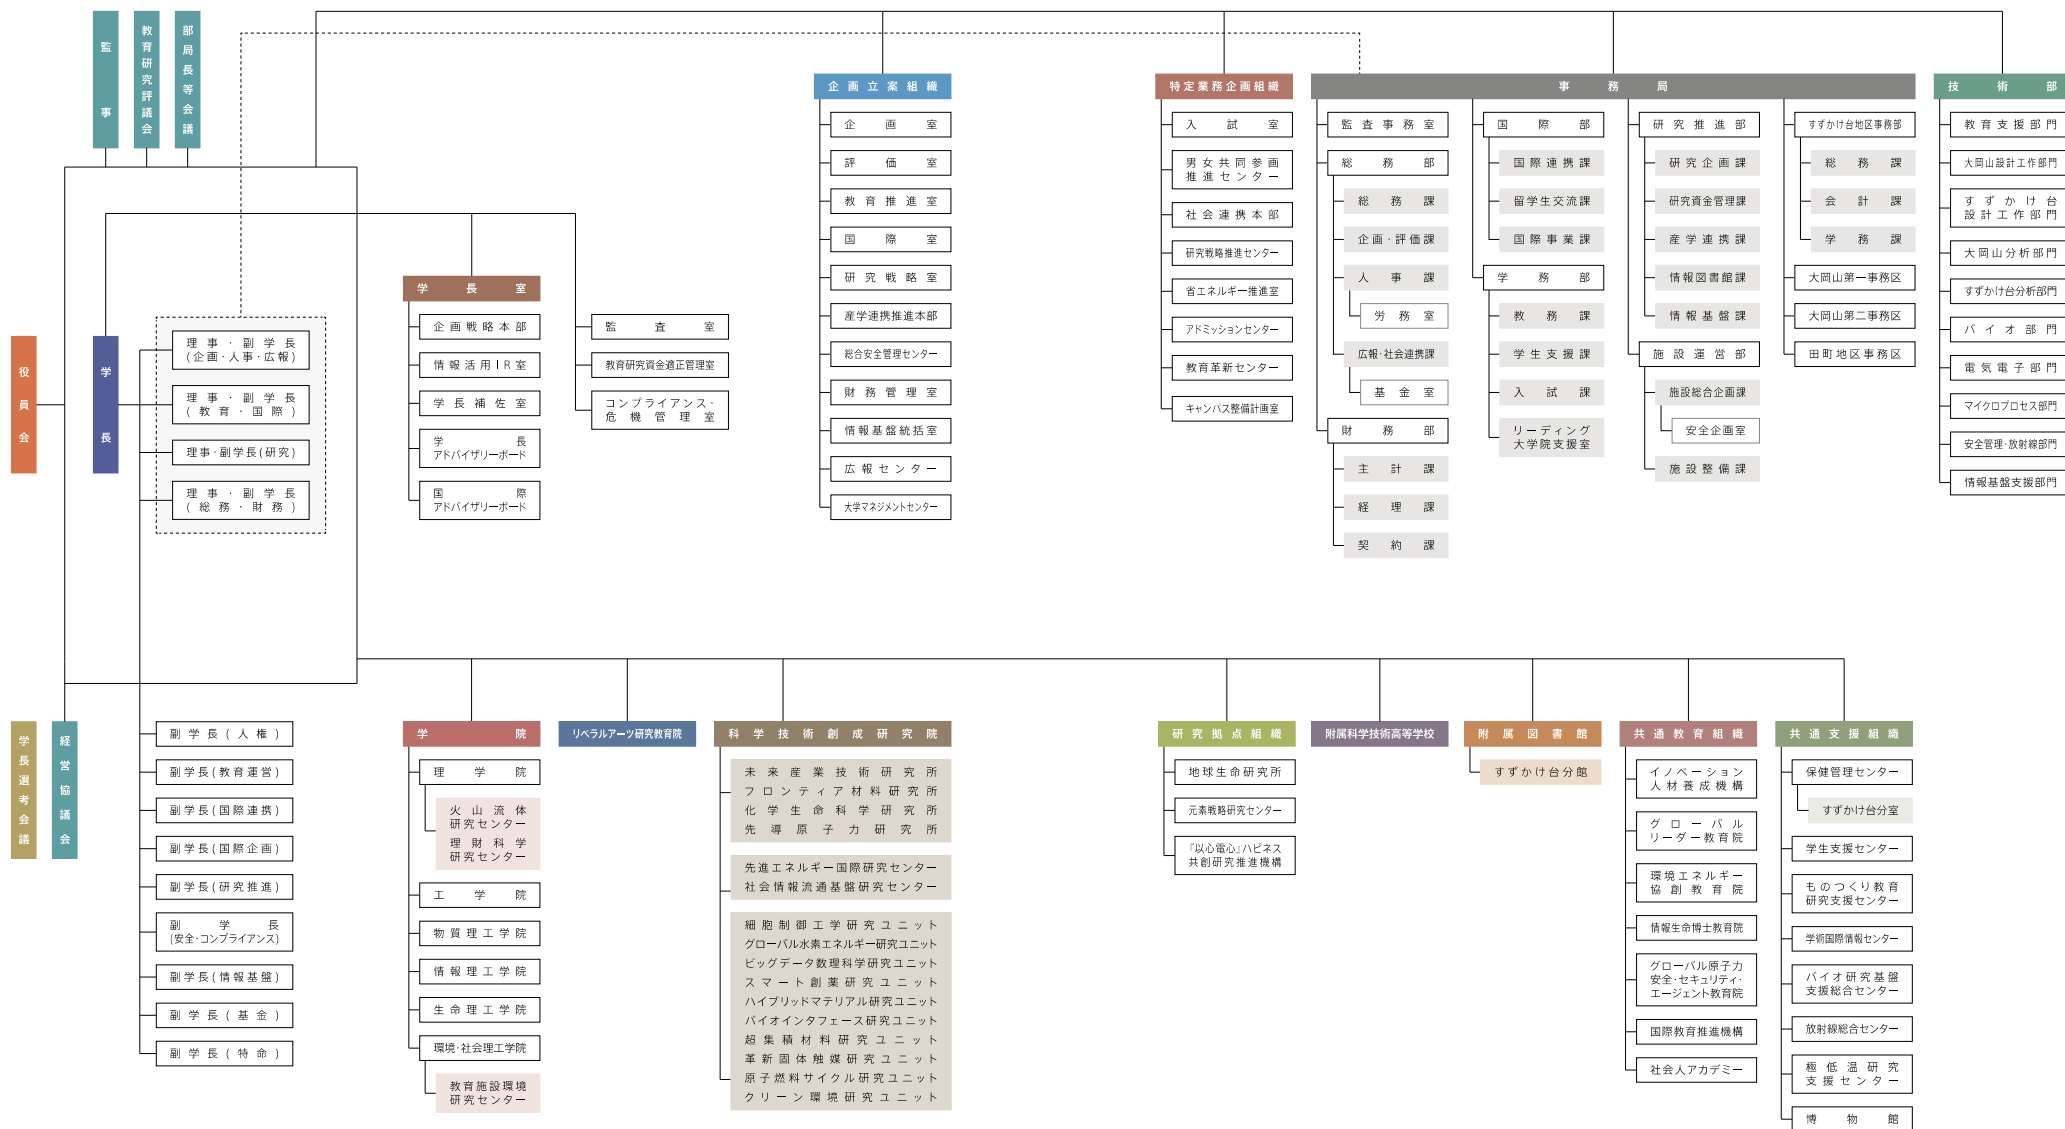 監事
教育研究評議会
部局長等会議
役員会
学長
理事・副学長
(企画・人事・広報)
理事・副学長
(教育・国際)
理事・副学長(研究)
理事・副学長
(総務・財務)
学長室
企画戦略本部
情報活用IR室
学長補佐室
学長
アドバイザリーボード
国際
アドバイザリーボード
監査室
教育研究資金適正管理室
コンプライアンス・
危機管理室
企画立案組織
企画室
評価室
教育推進室
国際室
研究戦略室
産学連携推進本部
総合安全管理センター
財務管理室
情報基盤統括室
広報センター
大学マネジメントセンター
特定業務企画組織
入試室
男女共同参画
推進センター
社会連携本部
研究戦略推進センター
省エネルギー推進室
アドミッションセンター
教育革新センター
キャンパス整備計画室
事務局
監査事務室
総務部
総務課
企画・評価課
人事課
労務室
広報・社会連携課
基金室
財務部
主計課
経理課
契約課
国際部
国際連携課
留学生交流課
国際事業課
学務部
教務課
学生支援課
入試課
リーディング
大学院支援室
研究推進部
研究企画課
研究資金管理課
産学連携課
情報図書館課
情報基盤課
施設運営部
施設総合企画課
安全企画室
施設整備課
すずかけ台地区事務部
総務課
会計課
学務課
大岡山第一事務区
大岡山第二事務区
田町地区事務区
技術部
教育支援部門
大岡山設計工作部門
すずかけ台
設計工作部門
大岡山分析部門
すずかけ台分析部門
バイオ部門
電気電子部門
マイクロプロセス部門
安全管理・放射線部門
情報基盤支援部門
学長選考会議
経営協議会
副学長(人権)
副学長(教育運営)
副学長(国際連携)
副学長(国際企画)
副学長(研究推進)
副学長
(安全・コンプライアンス)
副学長(情報基盤)
副学長(基金)
副学長(特命)
学院
理学院
火山流体
研究センター
理財科学
研究センター
工学院
物質理工学院
情報理工学院
生命理工学院
環境・社会理工学院
教育施設環境
研究センター
リベラルアーツ研究教育院
科学技術創成研究院
未来産業技術研究所
フロンティア材料研究所
化学生命科学研究所
先導原子力研究所
先進エネルギー国際研究センター
社会情報流通基盤研究センター
細胞制御工学研究ユニット
グローバル水素エネルギー研究ユニット
ビッグデータ数理科学研究ユニット
スマート創薬研究ユニット
ハイブリッドマテリアル研究ユニット
バイオインタフェース研究ユニット
超集積材料研究ユニット
革新固体触媒研究ユニット
原子燃料サイクル研究ユニット
クリーン環境研究ユニット
研究拠点組織
地球生命研究所
元素戦略研究センター
『以心電心』ハピネス
共創研究推進機構
附属科学技術高等学校
附属図書館
すずかけ台分館
共通教育組織
イノベーション
人材養成機構
グローバル
リーダー教育院
環境エネルギー
協創教育院
情報生命博士教育院
グローバル原子力
安全・セキュリティ・
エージェント教育院
国際教育推進機構
社会人アカデミー
共通支援組織
保健管理センター
すずかけ台分室
学生支援センター
ものつくり教育
研究支援センター
学術国際情報センター
バイオ研究基盤
支援総合センター
放射線総合センター
極低温研究
支援センター
博物館